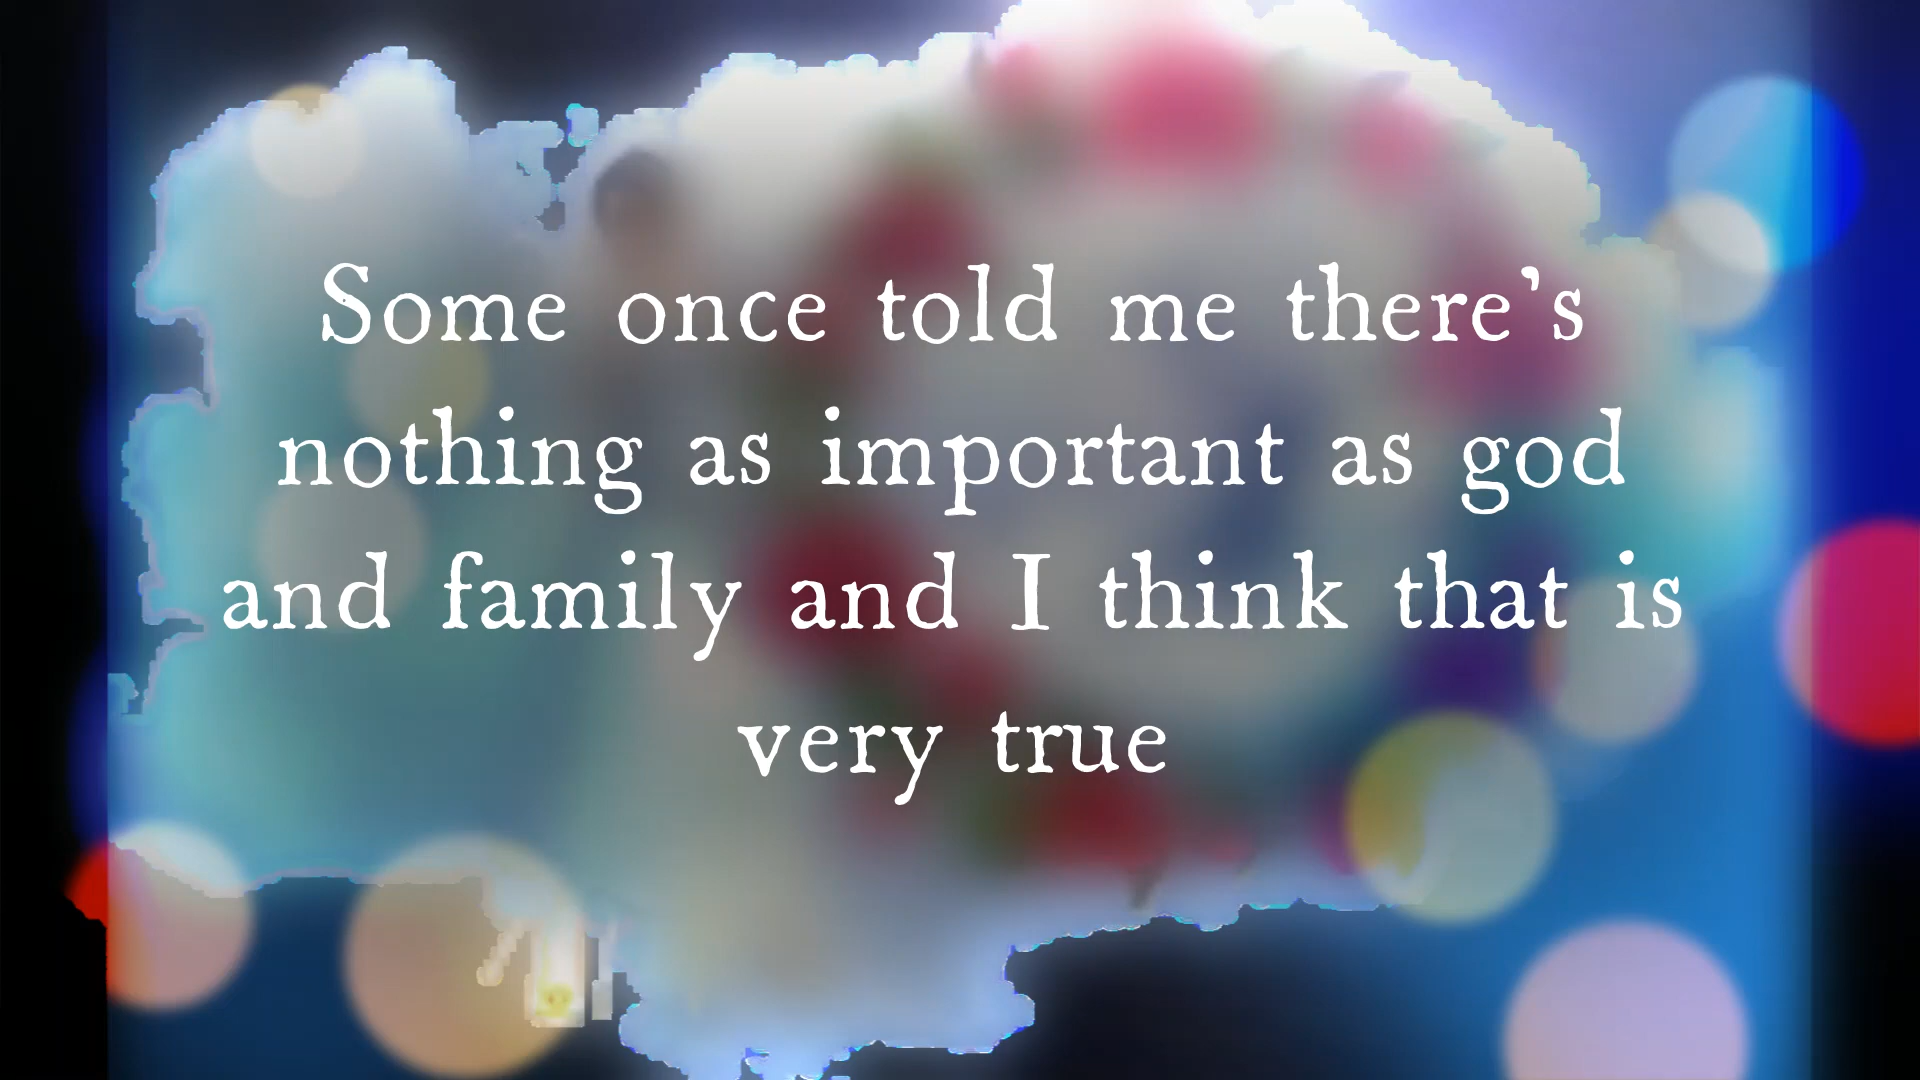 Some once told me there's
nothing as important as god
and family and I think that is
very true